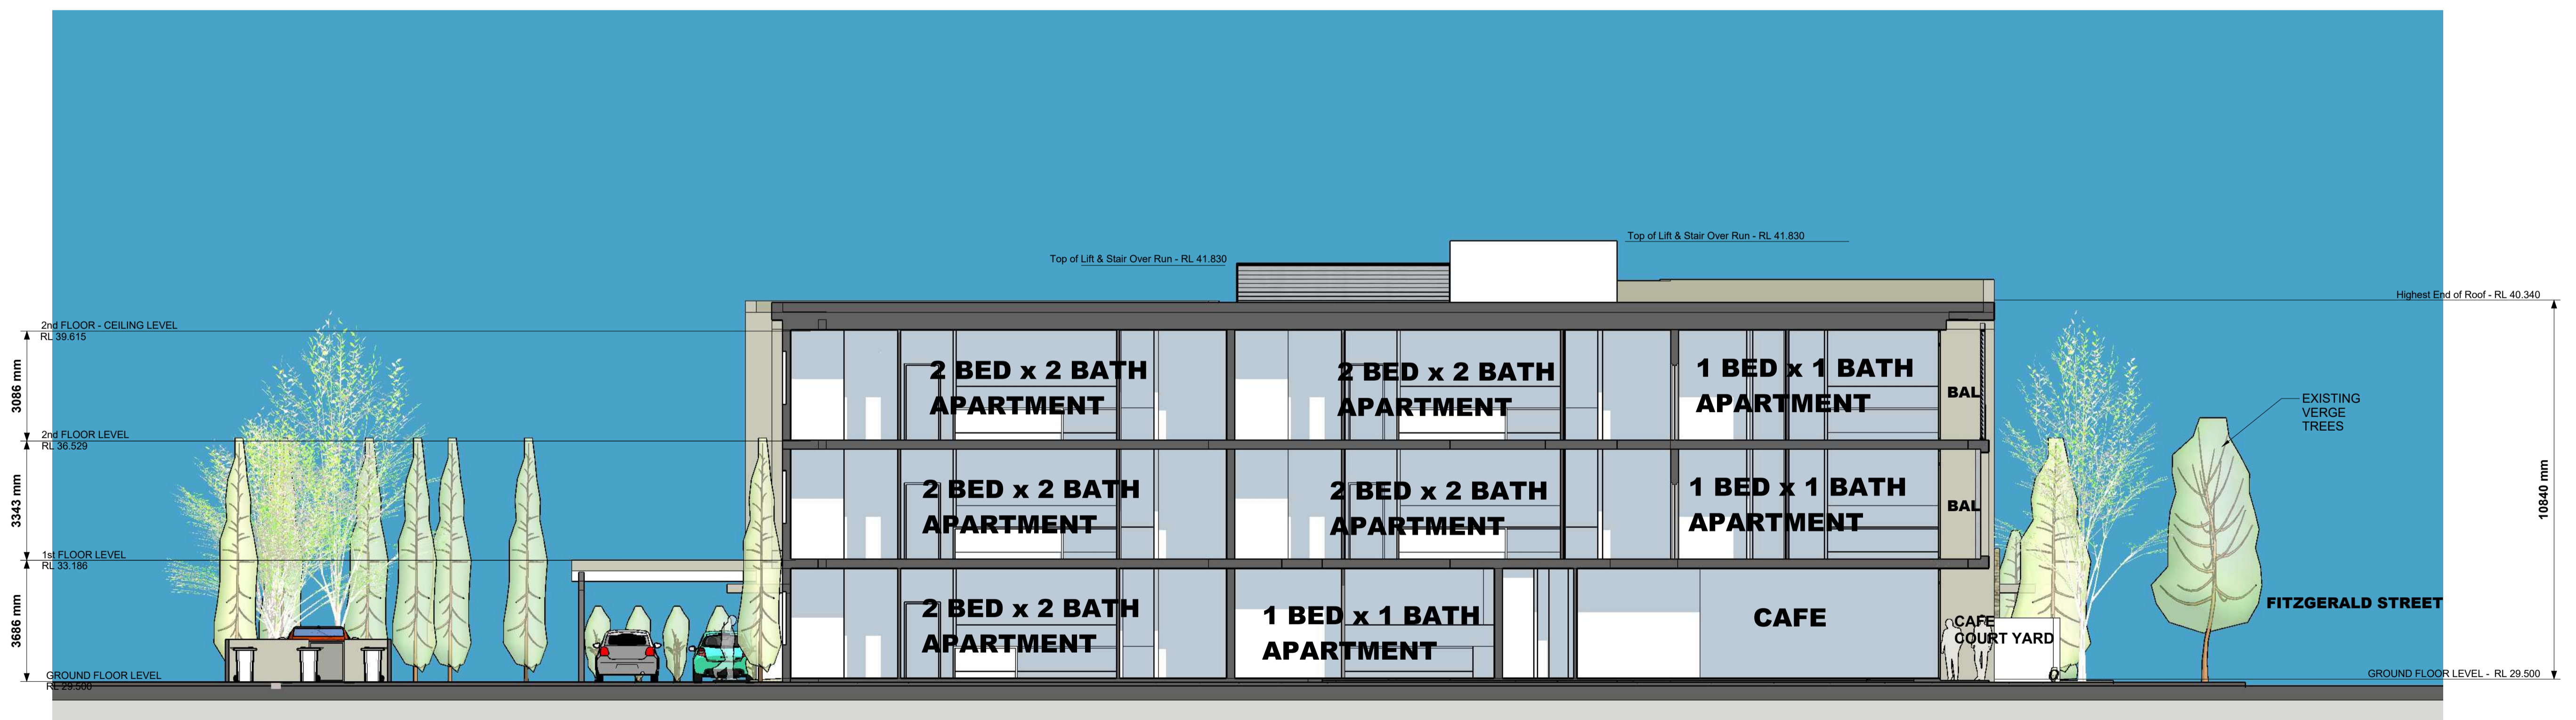 Top of Lift & Stair Over Run - RL 41.830
Top of Lift & Stair Over Run - RL 41.830
Highest End of Roof - RL 40.340
2nd FLOOR - CEILING LEVEL
RL 39.615
3086 mm
2nd FLOOR LEVEL
RL 36.529
3343 mm
1st FLOOR LEVEL
RL 33.186
3686 mm
GROUND FLOOR LEVEL
RL 29.500
2 BED x 2 BATH
APARTMENT
2 BED x 2 BATH
APARTMENT
1 BED x 1 BATH
APARTMENT
BAL
2 BED x 2 BATH
APARTMENT
2 BED x 2 BATH
APARTMENT
1 BED x 1 BATH
APARTMENT
BAL
2 BED x 2 BATH
APARTMENT
1 BED x 1 BATH
APARTMENT
CAFE
CAFE
COURT YARD
EXISTING
VERGE
TREES
FITZGERALD STREET
10840 mm
GROUND FLOOR LEVEL - RL 29.500